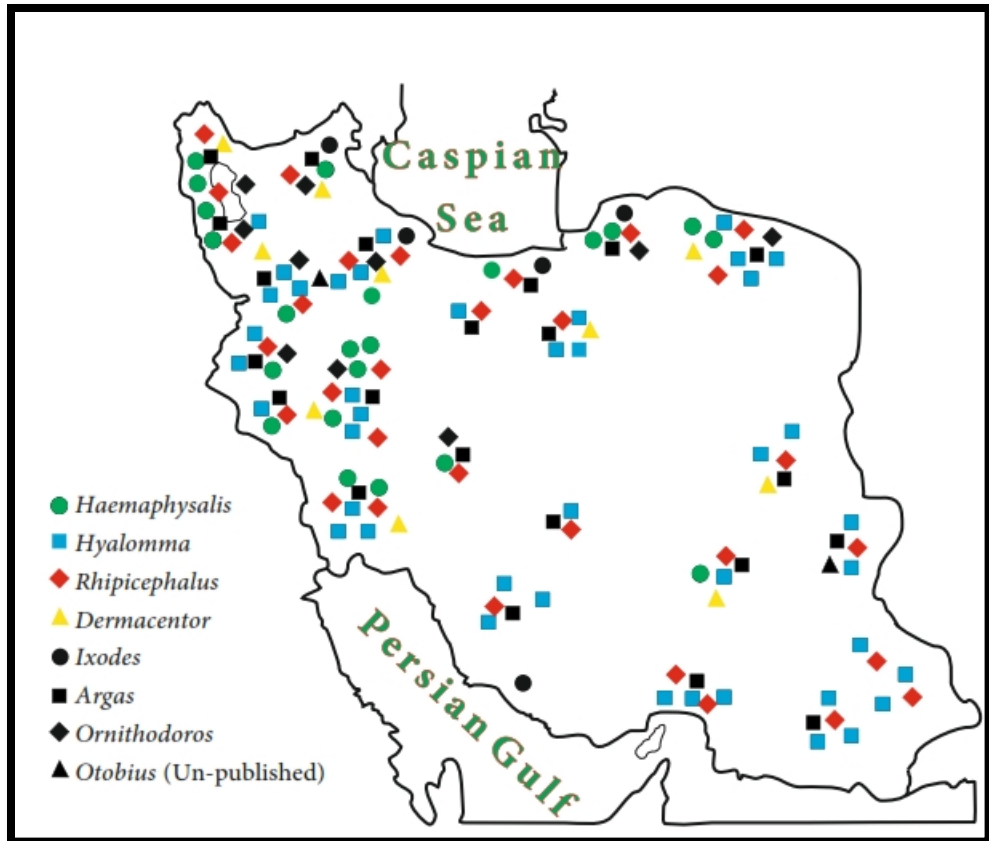 Caspian
Sea
Haemaphysalis
Hyalomma
Rhipicephalus
Dermacentor
Ixodes
Argas
Ornithodoros
Otobius (Un-published)
Persian Gulf